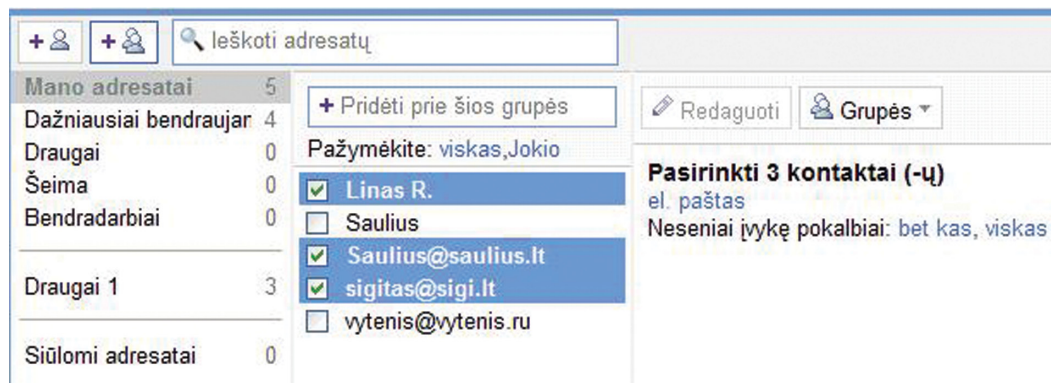 Ieškoti adresatų
Mano adresatai 5
Dažniausiai bendraujar 4
Draugai 0
Šeima 0
Bendradarbiai 0
Draugai 1 3
Siūlomi adresatai 0
+ Pridėti prie šios grupės
Pažymėkite: viskas,Jokio
Linas R.
Saulius
Saulius@saulius.lt
sigitas@sigi.lt
vytenis@vytenis.ru
Redaguoti Grupės
Pasirinkti 3 kontaktai (-ų)
el. paštas
Neseniai įvykę pokalbiai: bet kas, viskas